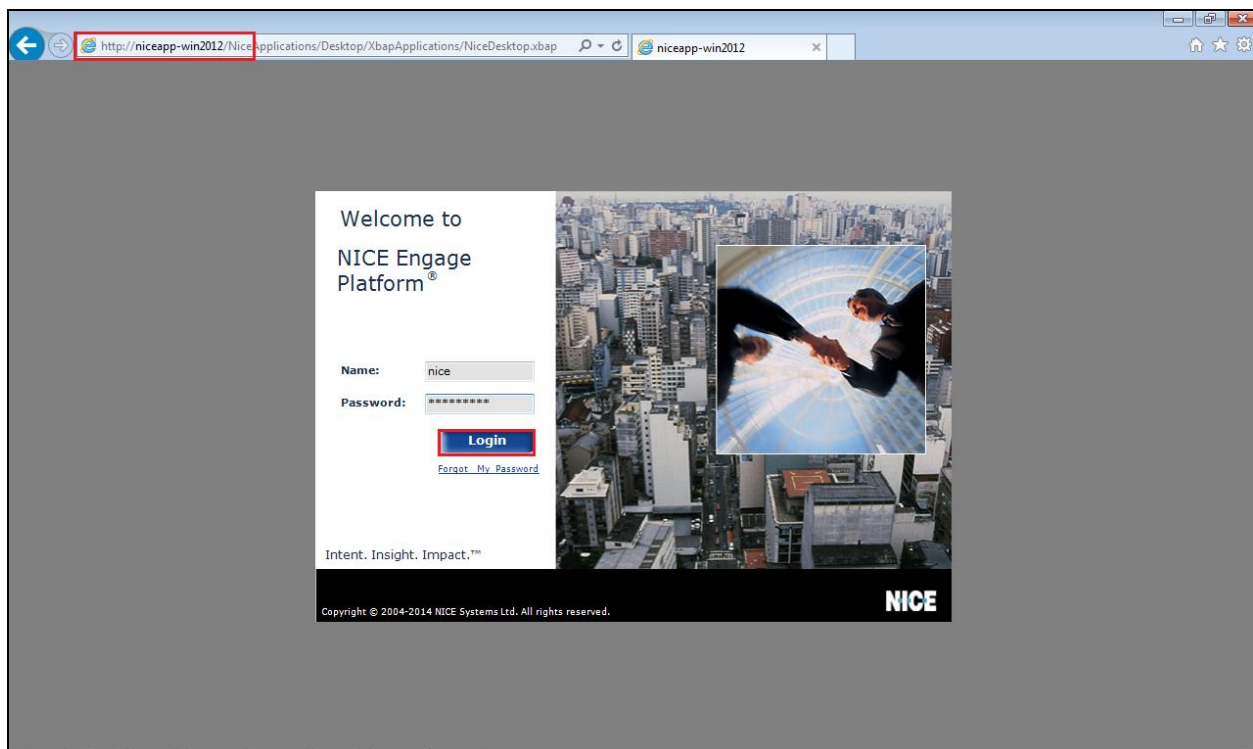 http://niceapp-win2012/NiceApplications/Desktop/XbapApplications/NiceDesktop.xbap
niceapp-win2012
Welcome to
NICE Engage
Platform®
Name: nice
Password: *********
Login
Forgot My Password
Intent. Insight. Impact.™
Copyright © 2004-2014 NICE Systems Ltd. All rights reserved.
NICE